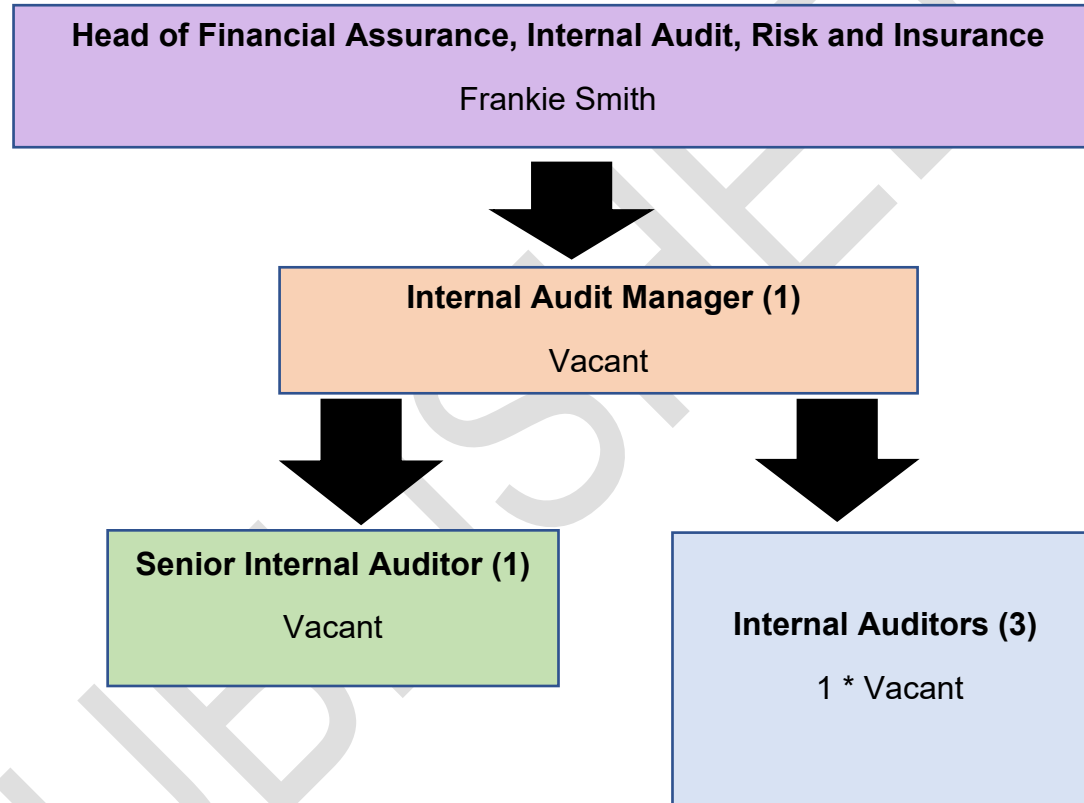 Head of Financial Assurance, Internal Audit, Risk and Insurance
Frankie Smith
Internal Audit Manager (1)
Vacant
Senior Internal Auditor (1)
Vacant
Internal Auditors (3)
1 * Vacant